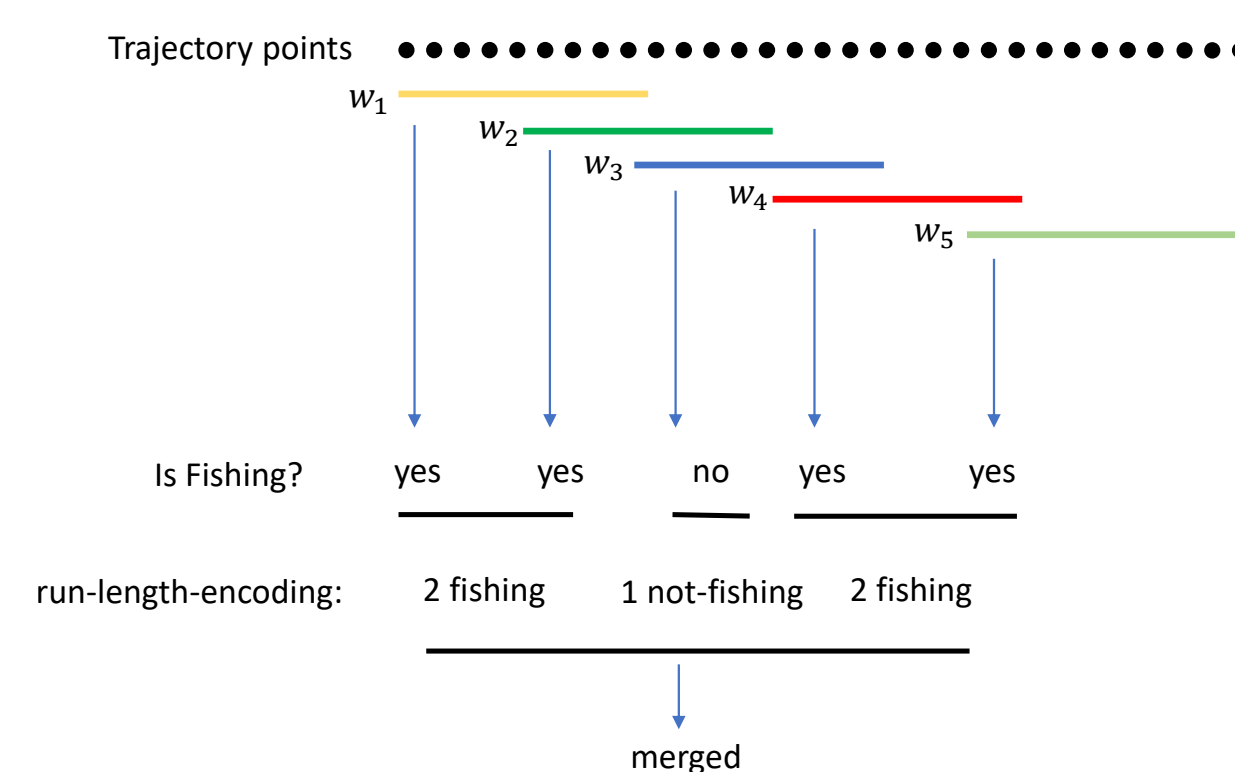 Trajectory points
w₁
w₂
w₃
w₄
w₅
Is Fishing? yes yes no yes yes
run-length-encoding: 2 fishing 1 not-fishing 2 fishing
merged